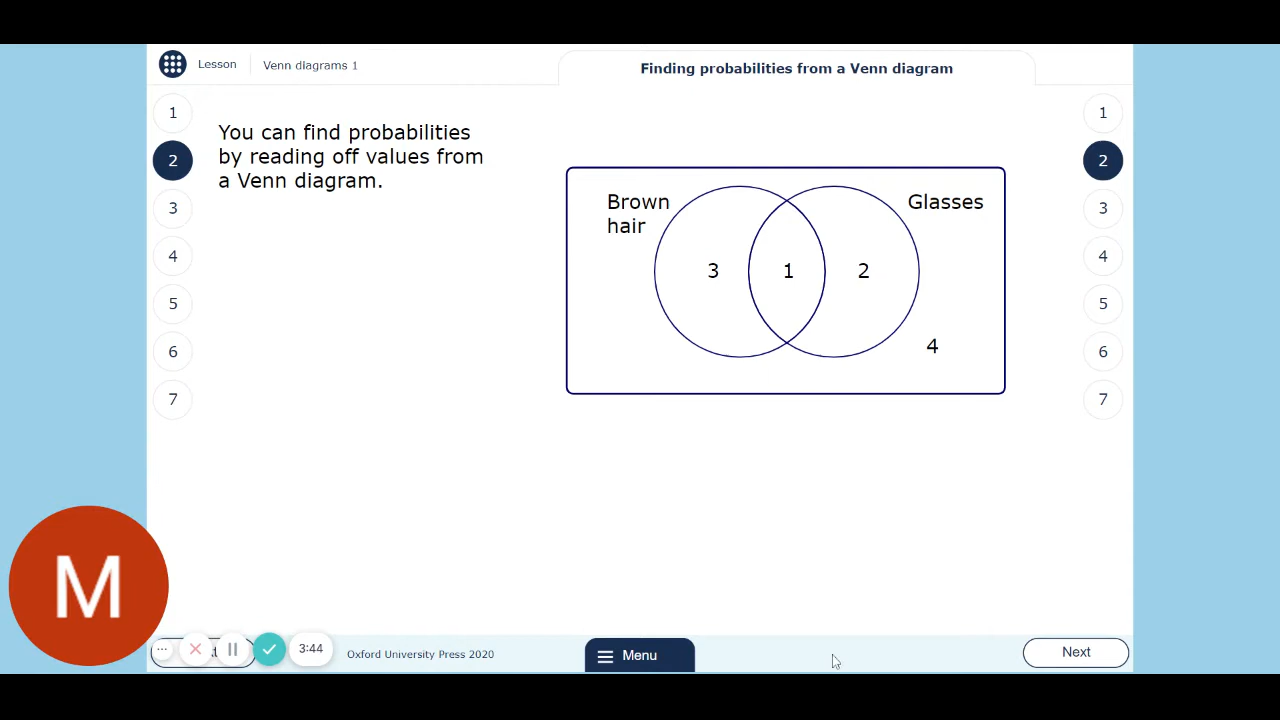 Lesson
Venn diagrams 1
Finding probabilities from a Venn diagram
1
2
3
4
5
6
7
You can find probabilities
by reading off values from
a Venn diagram.
Brown
hair
Glasses
3
1
2
4
1
2
3
4
5
6
7
M
3:44
Oxford University Press 2020
Menu
Next